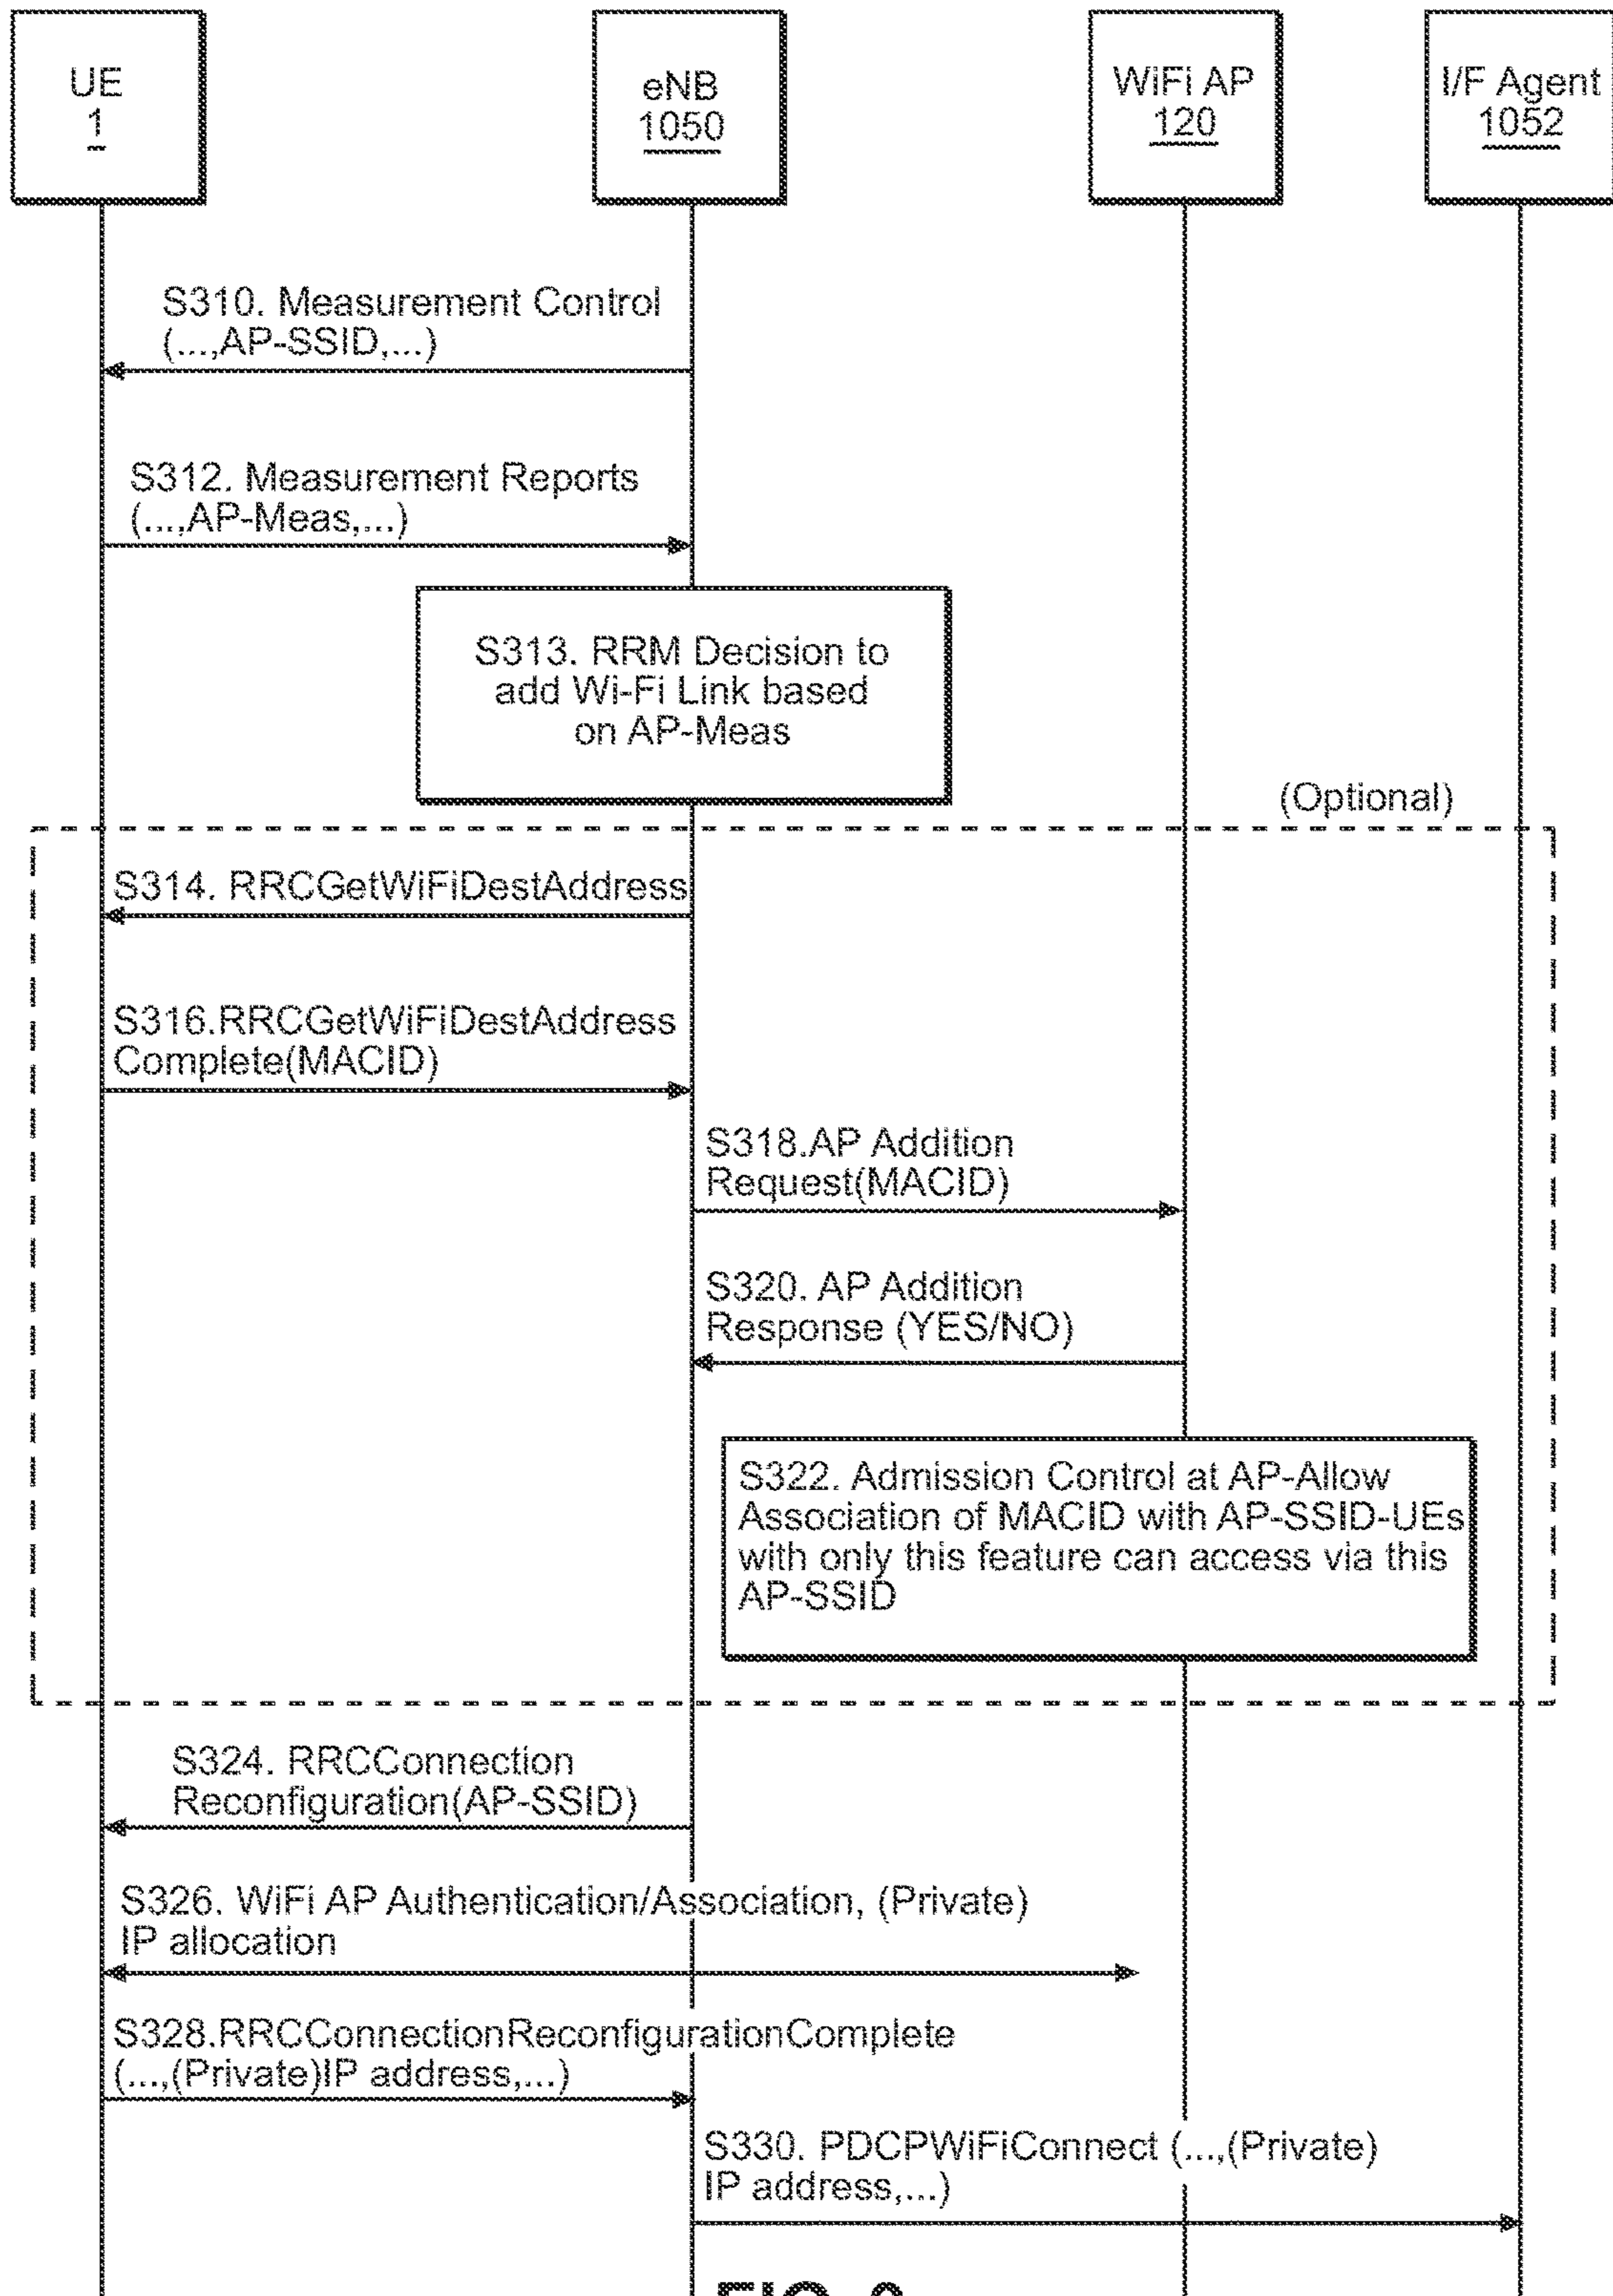 UE
1
eNB
1050
WiFi AP
120
I/F Agent
1052
S310. Measurement Control
(...,AP-SSID,...)
S312. Measurement Reports
(...,AP-Meas,...)
S313. RRM Decision to
add Wi-Fi Link based
on AP-Meas
(Optional)
S314. RRCGetWiFiDestAddress
S316.RRCGetWiFiDestAddress
Complete(MACID)
S318.AP Addition
Request(MACID)
S320. AP Addition
Response (YES/NO)
S322. Admission Control at AP-Allow
Association of MACID with AP-SSID-UEs
with only this feature can access via this
AP-SSID
S324. RRCConnection
Reconfiguration(AP-SSID)
S326. WiFi AP Authentication/Association, (Private)
IP allocation
S328.RRCConnectionReconfigurationComplete
(...,(Private)IP address,...)
S330. PDCPWiFiConnect (...,(Private)
IP address,...)